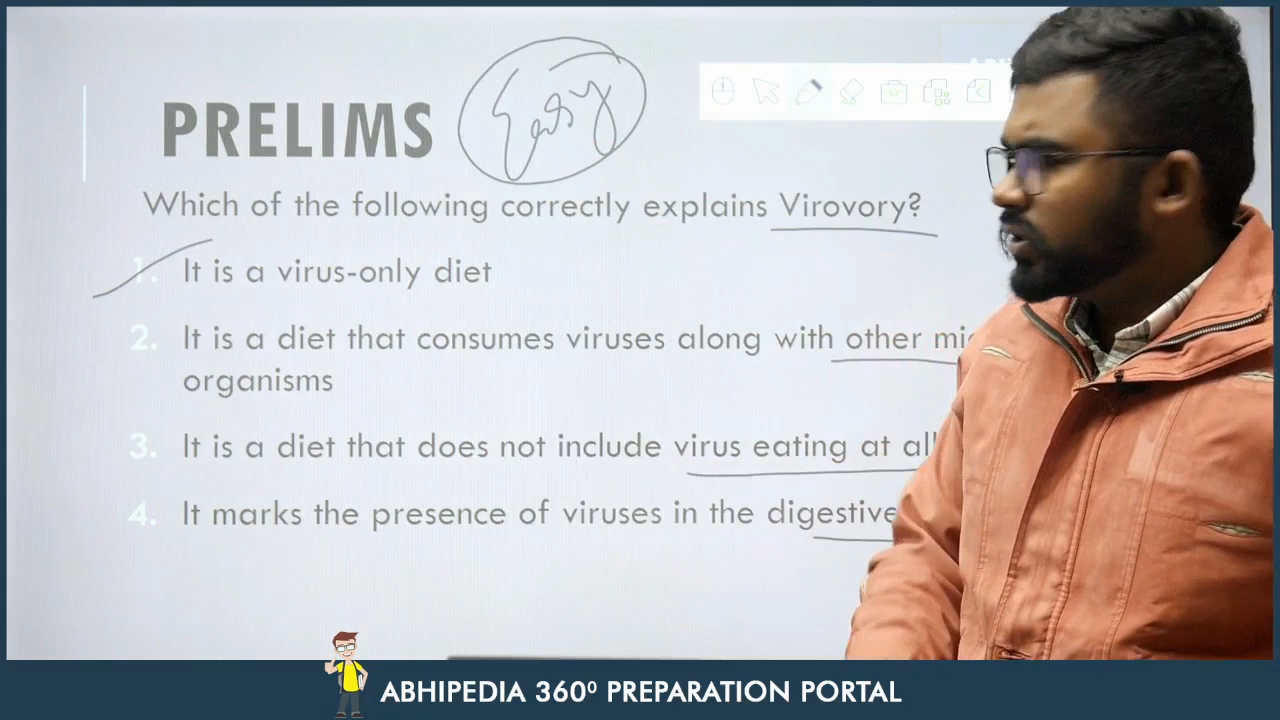 PRELIMS
Easy
Which of the following correctly explains Virovory?
1. It is a virus-only diet
2. It is a diet that consumes viruses along with other
organisms
3. It is a diet that does not include virus eating at all
4. It marks the presence of viruses in the digestive
ABHIPEDIA 360⁰ PREPARATION PORTAL